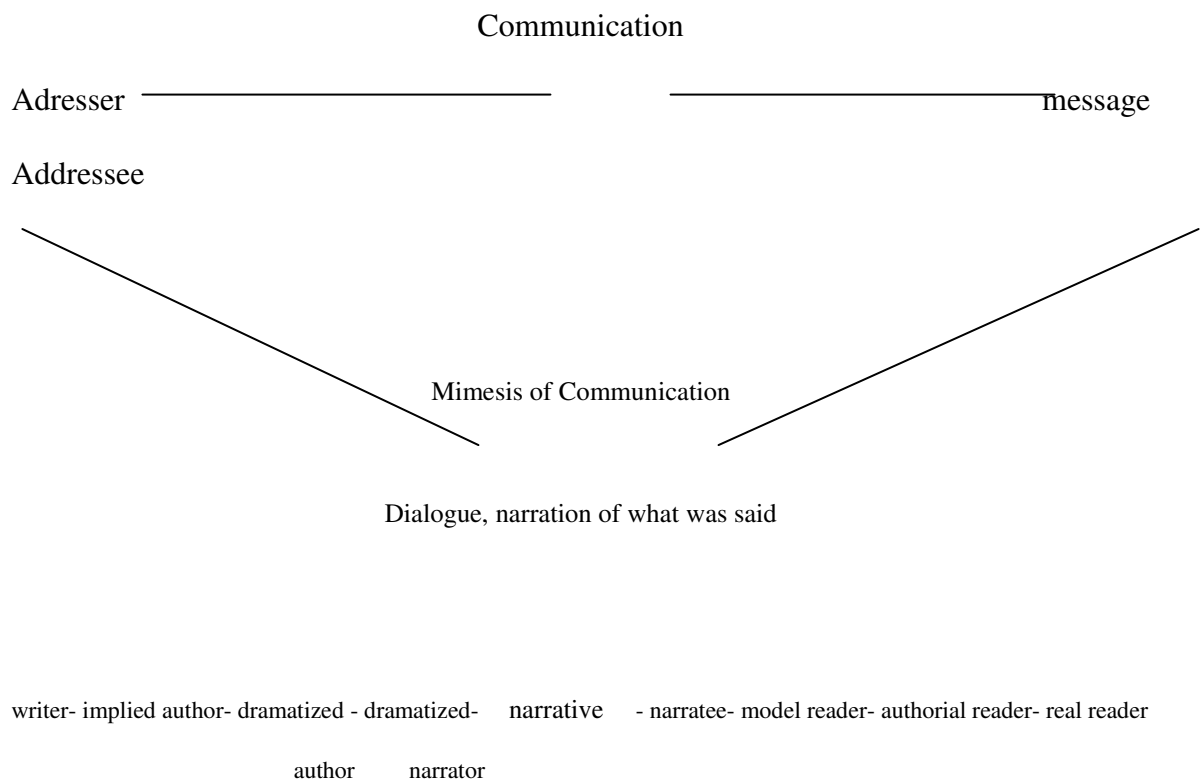 Communication
Adresser message
Addressee
Mimesis of Communication
Dialogue, narration of what was said
writer- implied author- dramatized - dramatized- narrative - narratee- model reader- authorial reader- real reader
author narrator